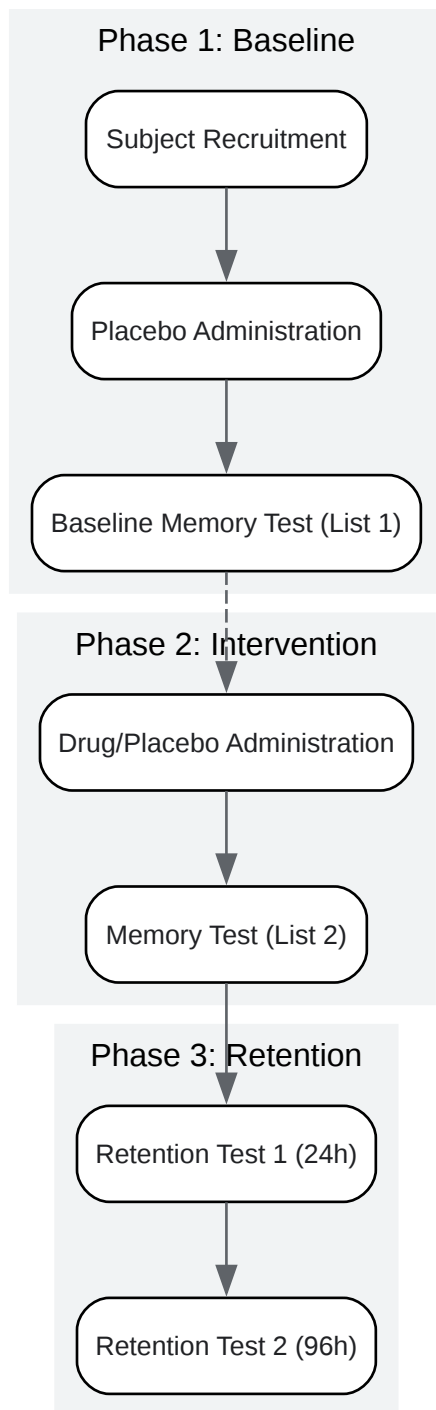 Phase 1: Baseline
Subject Recruitment
Placebo Administration
Baseline Memory Test (List 1)
Phase 2: Intervention
Drug/Placebo Administration
Memory Test (List 2)
Phase 3: Retention
Retention Test 1 (24h)
Retention Test 2 (96h)